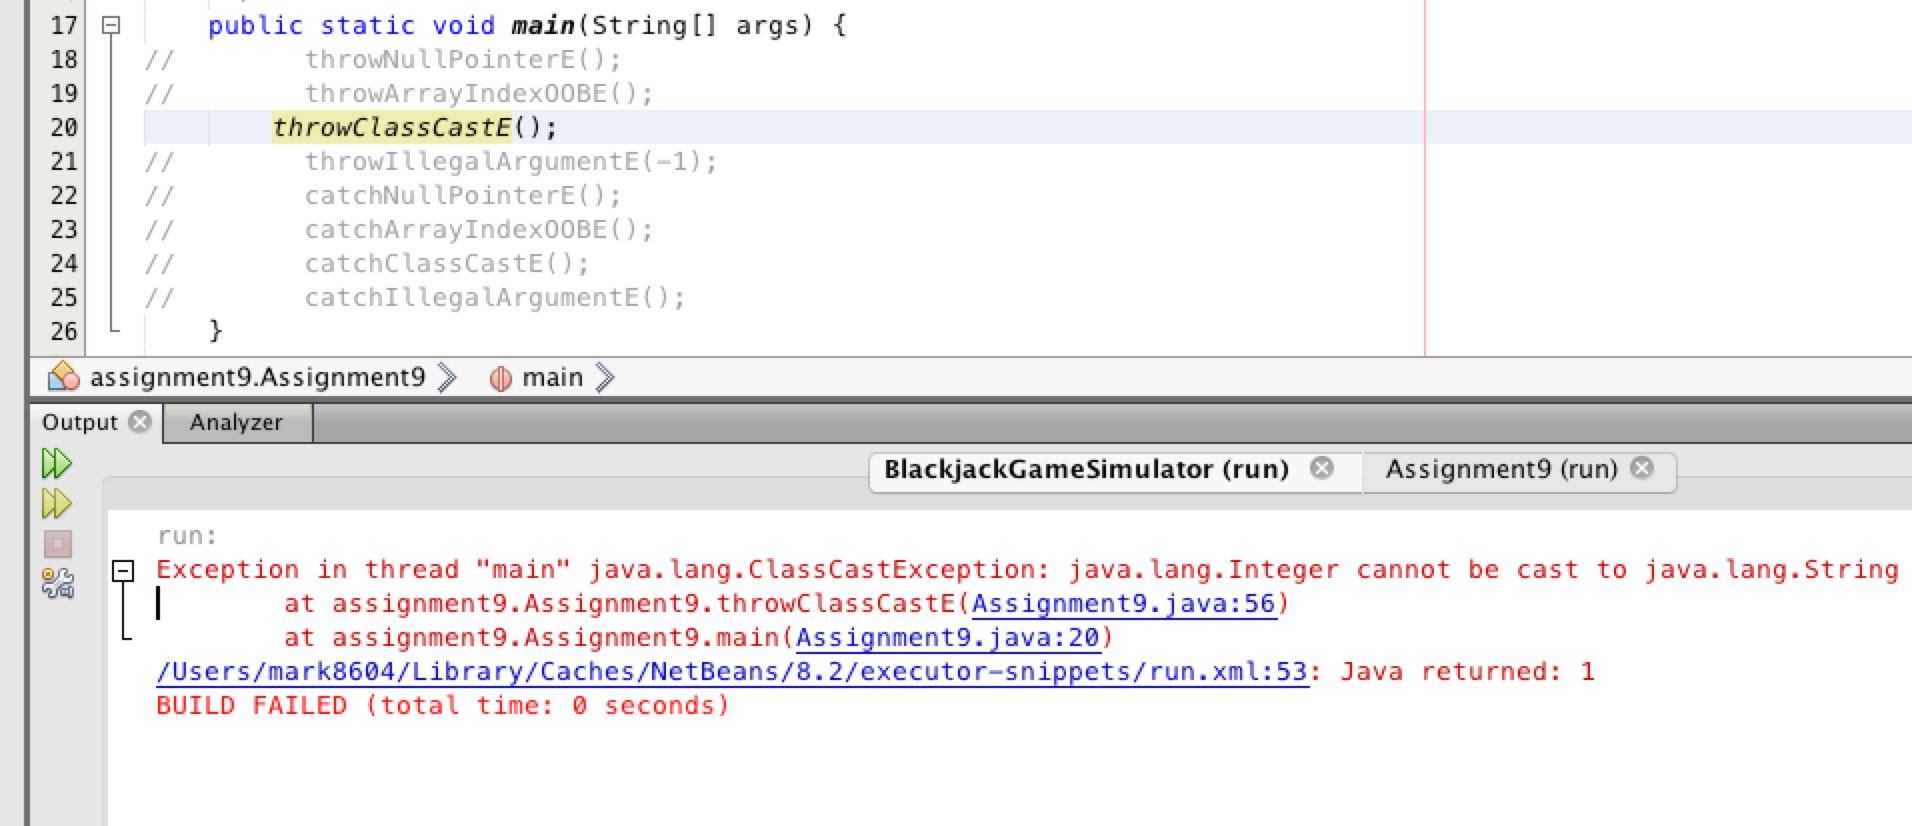 17 public static void main(String[] args) {
18 // throwNullPointerE();
19 // throwArrayIndexOOBE();
20 throwClassCastE();
21 // throwIllegalArgumentE(-1);
22 // catchNullPointerE();
23 // catchArrayIndexOOBE();
24 // catchClassCastE();
25 // catchIllegalArgumentE();
26 }
assignment9.Assignment9 main
Output Analyzer
BlackjackGameSimulator (run) Assignment9 (run)
run:
Exception in thread "main" java.lang.ClassCastException: java.lang.Integer cannot be cast to java.lang.String
at assignment9.Assignment9.throwClassCastE(Assignment9.java:56)
at assignment9.Assignment9.main(Assignment9.java:20)
/Users/mark8604/Library/Caches/NetBeans/8.2/executor-snippets/run.xml:53: Java returned: 1
BUILD FAILED (total time: 0 seconds)